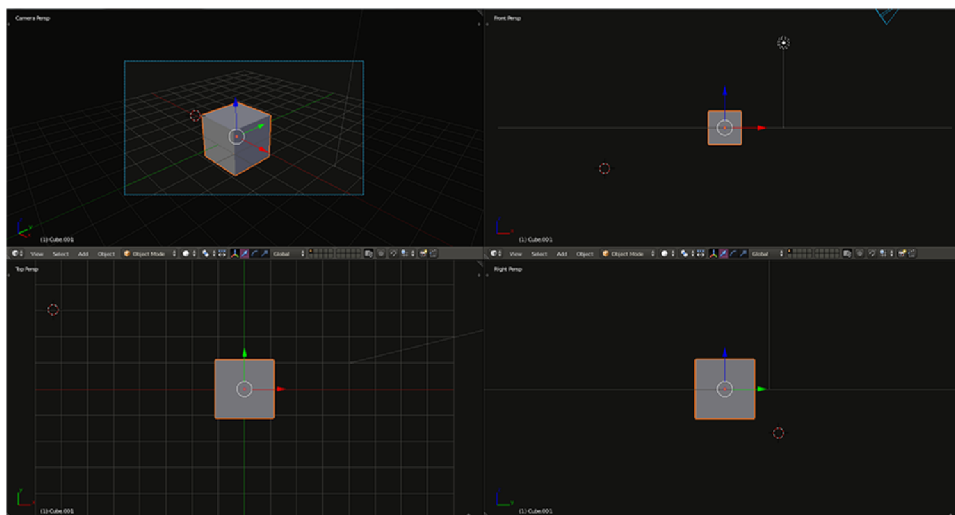 Camera Persp
Front Persp
(1) Cube.001
(1) Cube.001
View Select Add Object Object Mode Global
View Select Add Object Object Mode Global
Top Persp
Right Persp
(1) Cube.001
(1) Cube.001